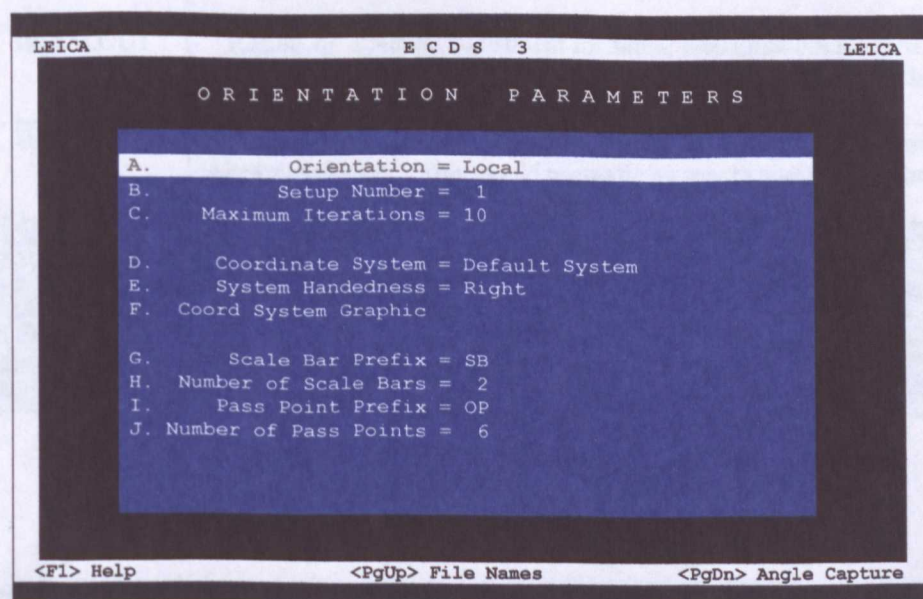 LEICA E C D S 3 LEICA
O R I E N T A T I O N P A R A M E T E R S
A. Orientation = Local
B. Setup Number = 1
C. Maximum Iterations = 10
D. Coordinate System = Default System
E. System Handedness = Right
F. Coord System Graphic
G. Scale Bar Prefix = SB
H. Number of Scale Bars = 2
I. Pass Point Prefix = OP
J. Number of Pass Points = 6
<F1> Help <PgUp> File Names <PgDn> Angle Capture